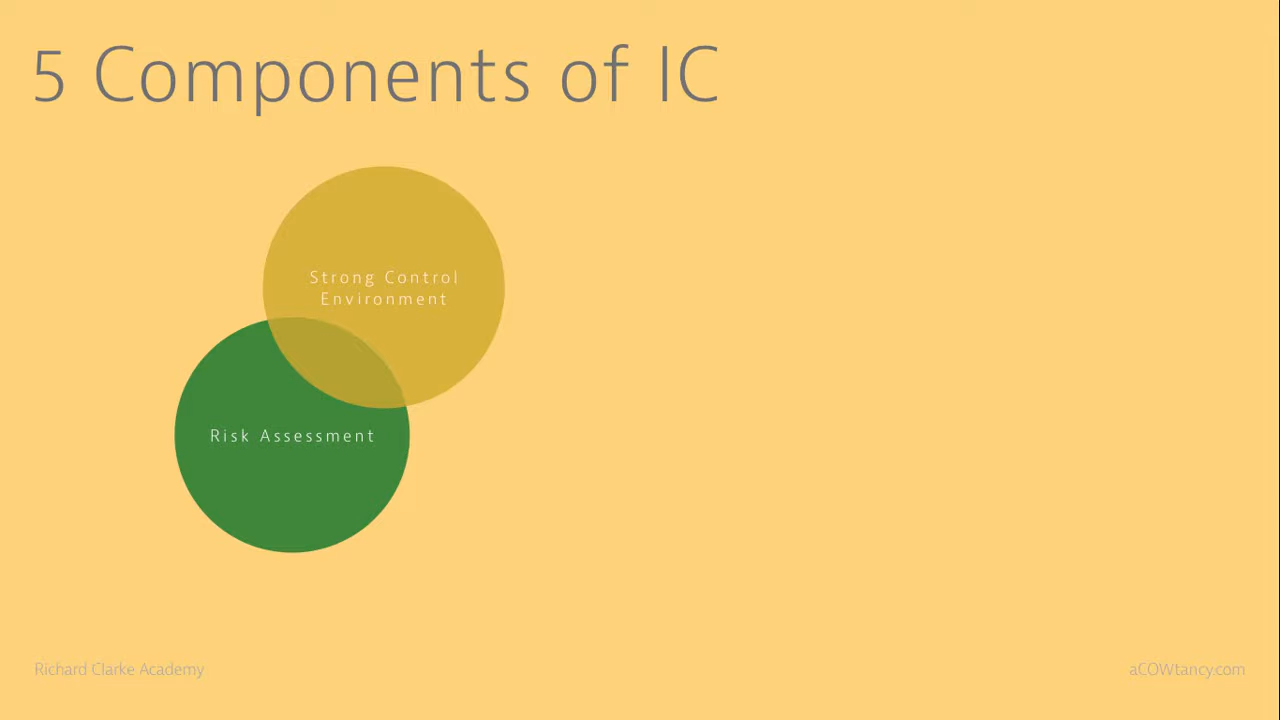 5 Components of IC
Strong Control
Environment
Risk Assessment
Richard Clarke Academy
aCOWtancy.com